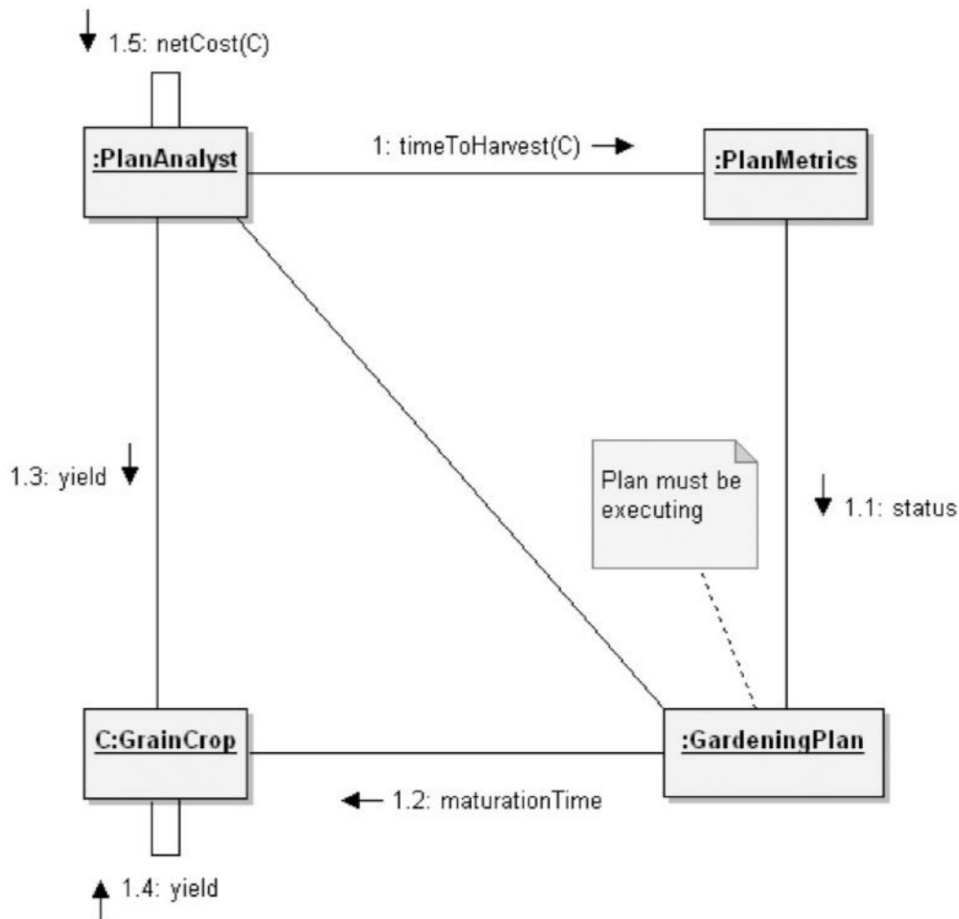 1.5: netCost(C)
:PlanAnalyst
1: timeToHarvest(C)
:PlanMetrics
1.3: yield
Plan must be
executing
1.1: status
C:GrainCrop
:GardeningPlan
1.2: maturationTime
1.4: yield